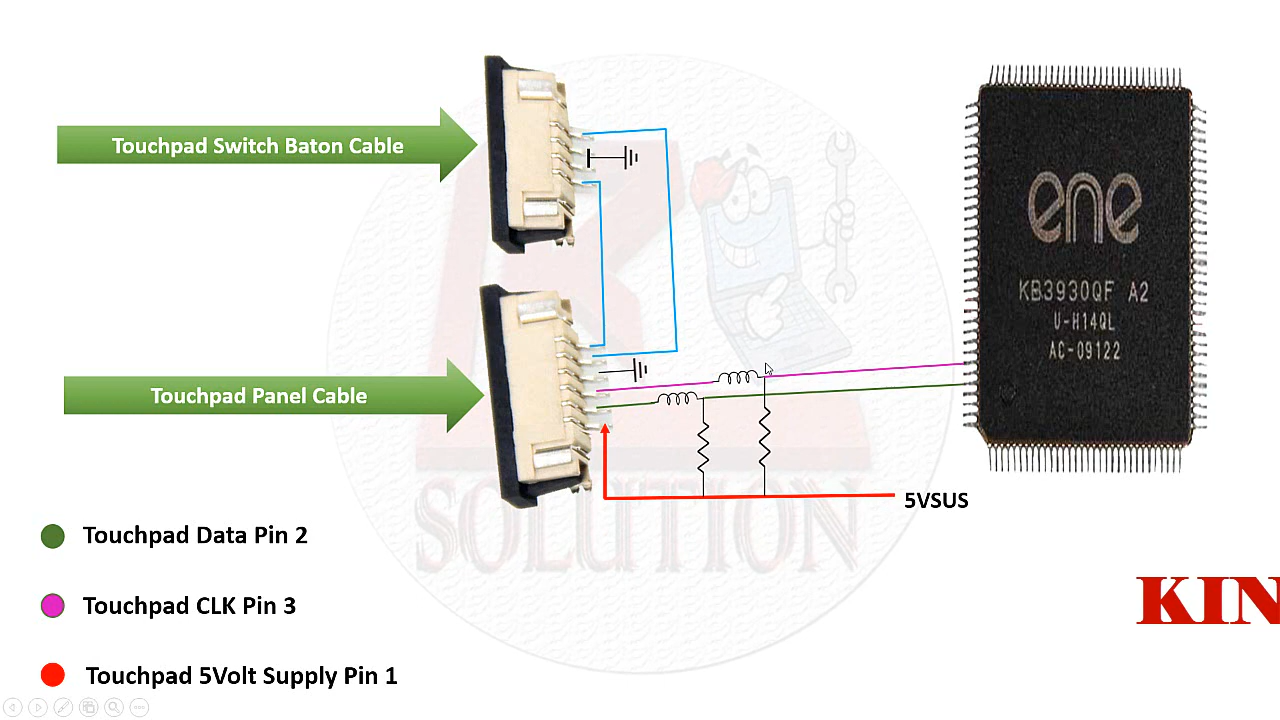 Touchpad Switch Baton Cable
ene
KB3930QF A2
U-H14QL
AC-09122
Touchpad Panel Cable
5VSUS
SOLUTION
Touchpad Data Pin 2
KIN
Touchpad CLK Pin 3
Touchpad 5Volt Supply Pin 1